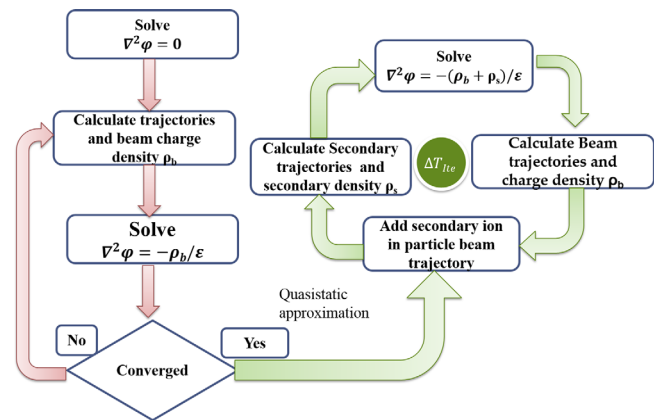 Solve
∇²φ = 0
Calculate trajectories
and beam charge
density ρb
Solve
∇²φ = −ρb/ε
No
Converged
Yes
Quasistatic
approximation
Solve
∇²φ = −(ρb + ρs)/ε
Calculate Secondary
trajectories and
secondary density ρs
ΔT_Ite
Calculate Beam
trajectories and
charge density ρb
Add secondary ion
in particle beam
trajectory